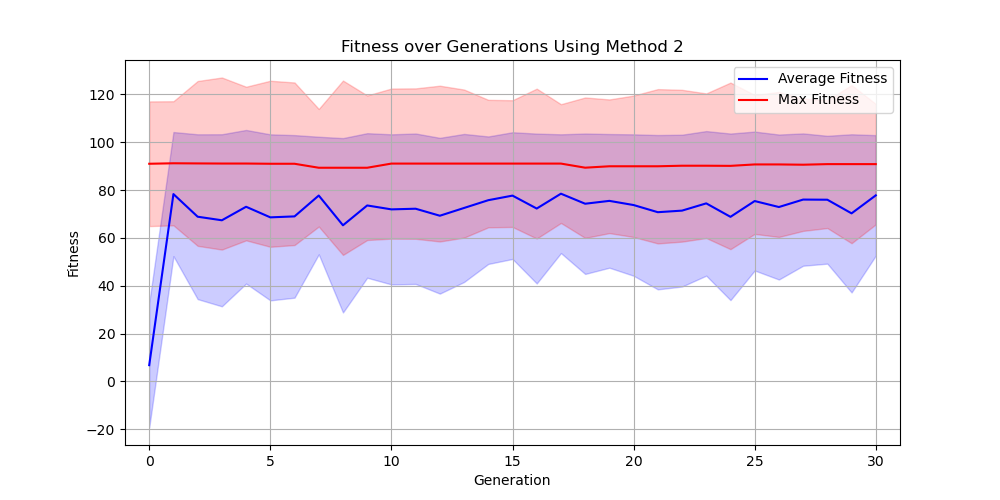 Fitness over Generations Using Method 2
Average Fitness
Max Fitness
120
100
80
60
40
20
0
−20
Fitness
0 5 10 15 20 25 30
Generation